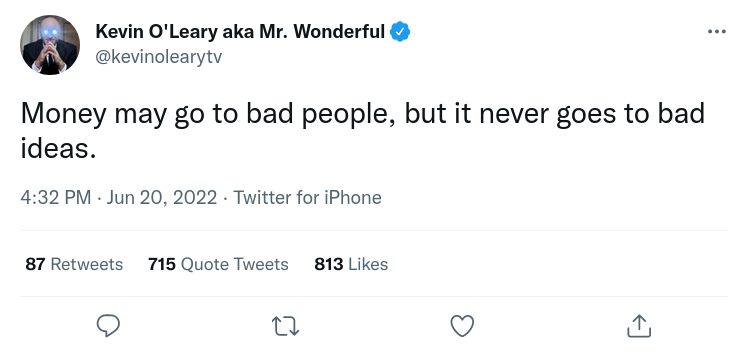 Kevin O'Leary aka Mr. Wonderful
@kevinolearytv
Money may go to bad people, but it never goes to bad
ideas.
4:32 PM · Jun 20, 2022 · Twitter for iPhone
87 Retweets 715 Quote Tweets 813 Likes